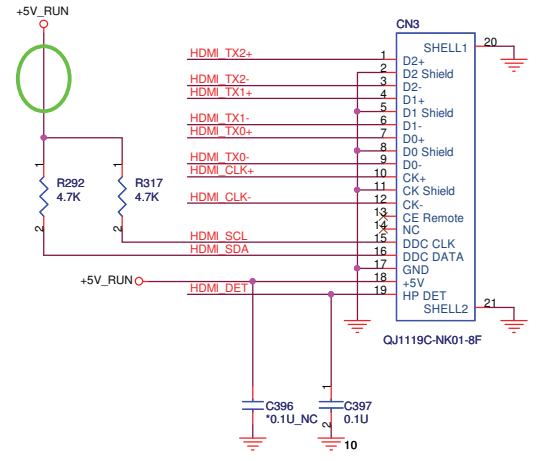 +5V_RUN
CN3
SHELL1 20
HDMI_TX2+ 1 D2+
2 D2 Shield
HDMI_TX2- 3 D2-
HDMI_TX1+ 4 D1+
5 D1 Shield
HDMI_TX1- 6 D1-
HDMI_TX0+ 7 D0+
8 D0 Shield
HDMI_TX0- 9 D0-
HDMI_CLK+ 10 CK+
11 CK Shield
HDMI_CLK- 12 CK-
13 CE Remote
14 NC
HDMI_SCL 15 DDC CLK
HDMI_SDA 16 DDC DATA
17 GND
+5V_RUN 18 +5V
HDMI_DET 19 HP DET
SHELL2 21
1 R292 4.7K 2
1 R317 4.7K 2
QJ1119C-NK01-8F
C396
*0.1U_NC
1 C397
0.1U
2
10